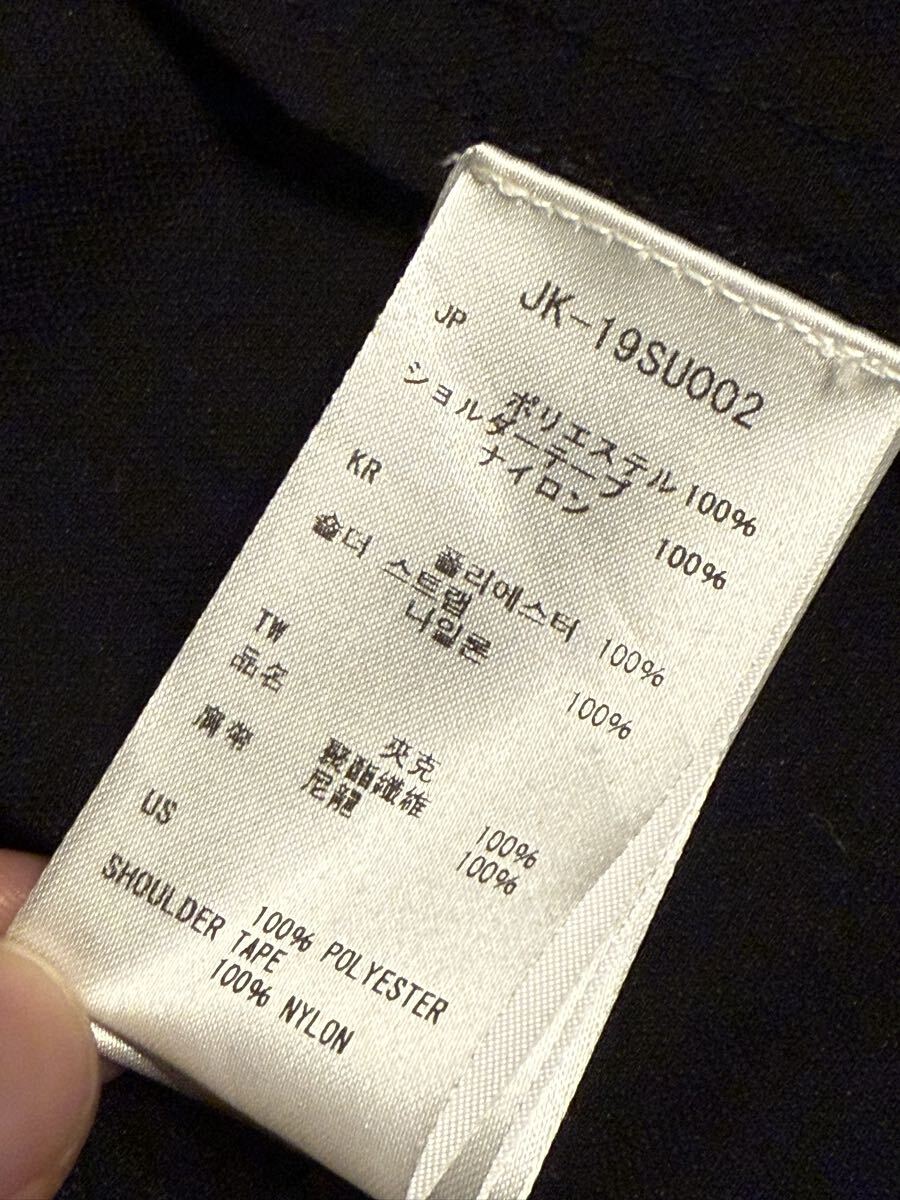 JK-19SU002
JP
ポリエステル 100%
ショルダーテープ
ナイロン 100%
KR
폴리에스터 100%
숄더 스트랩
나일론 100%
TW
品名 夾克
聚酯纖維 100%
肩帶 尼龍 100%
US
100% POLYESTER
SHOULDER TAPE
100% NYLON